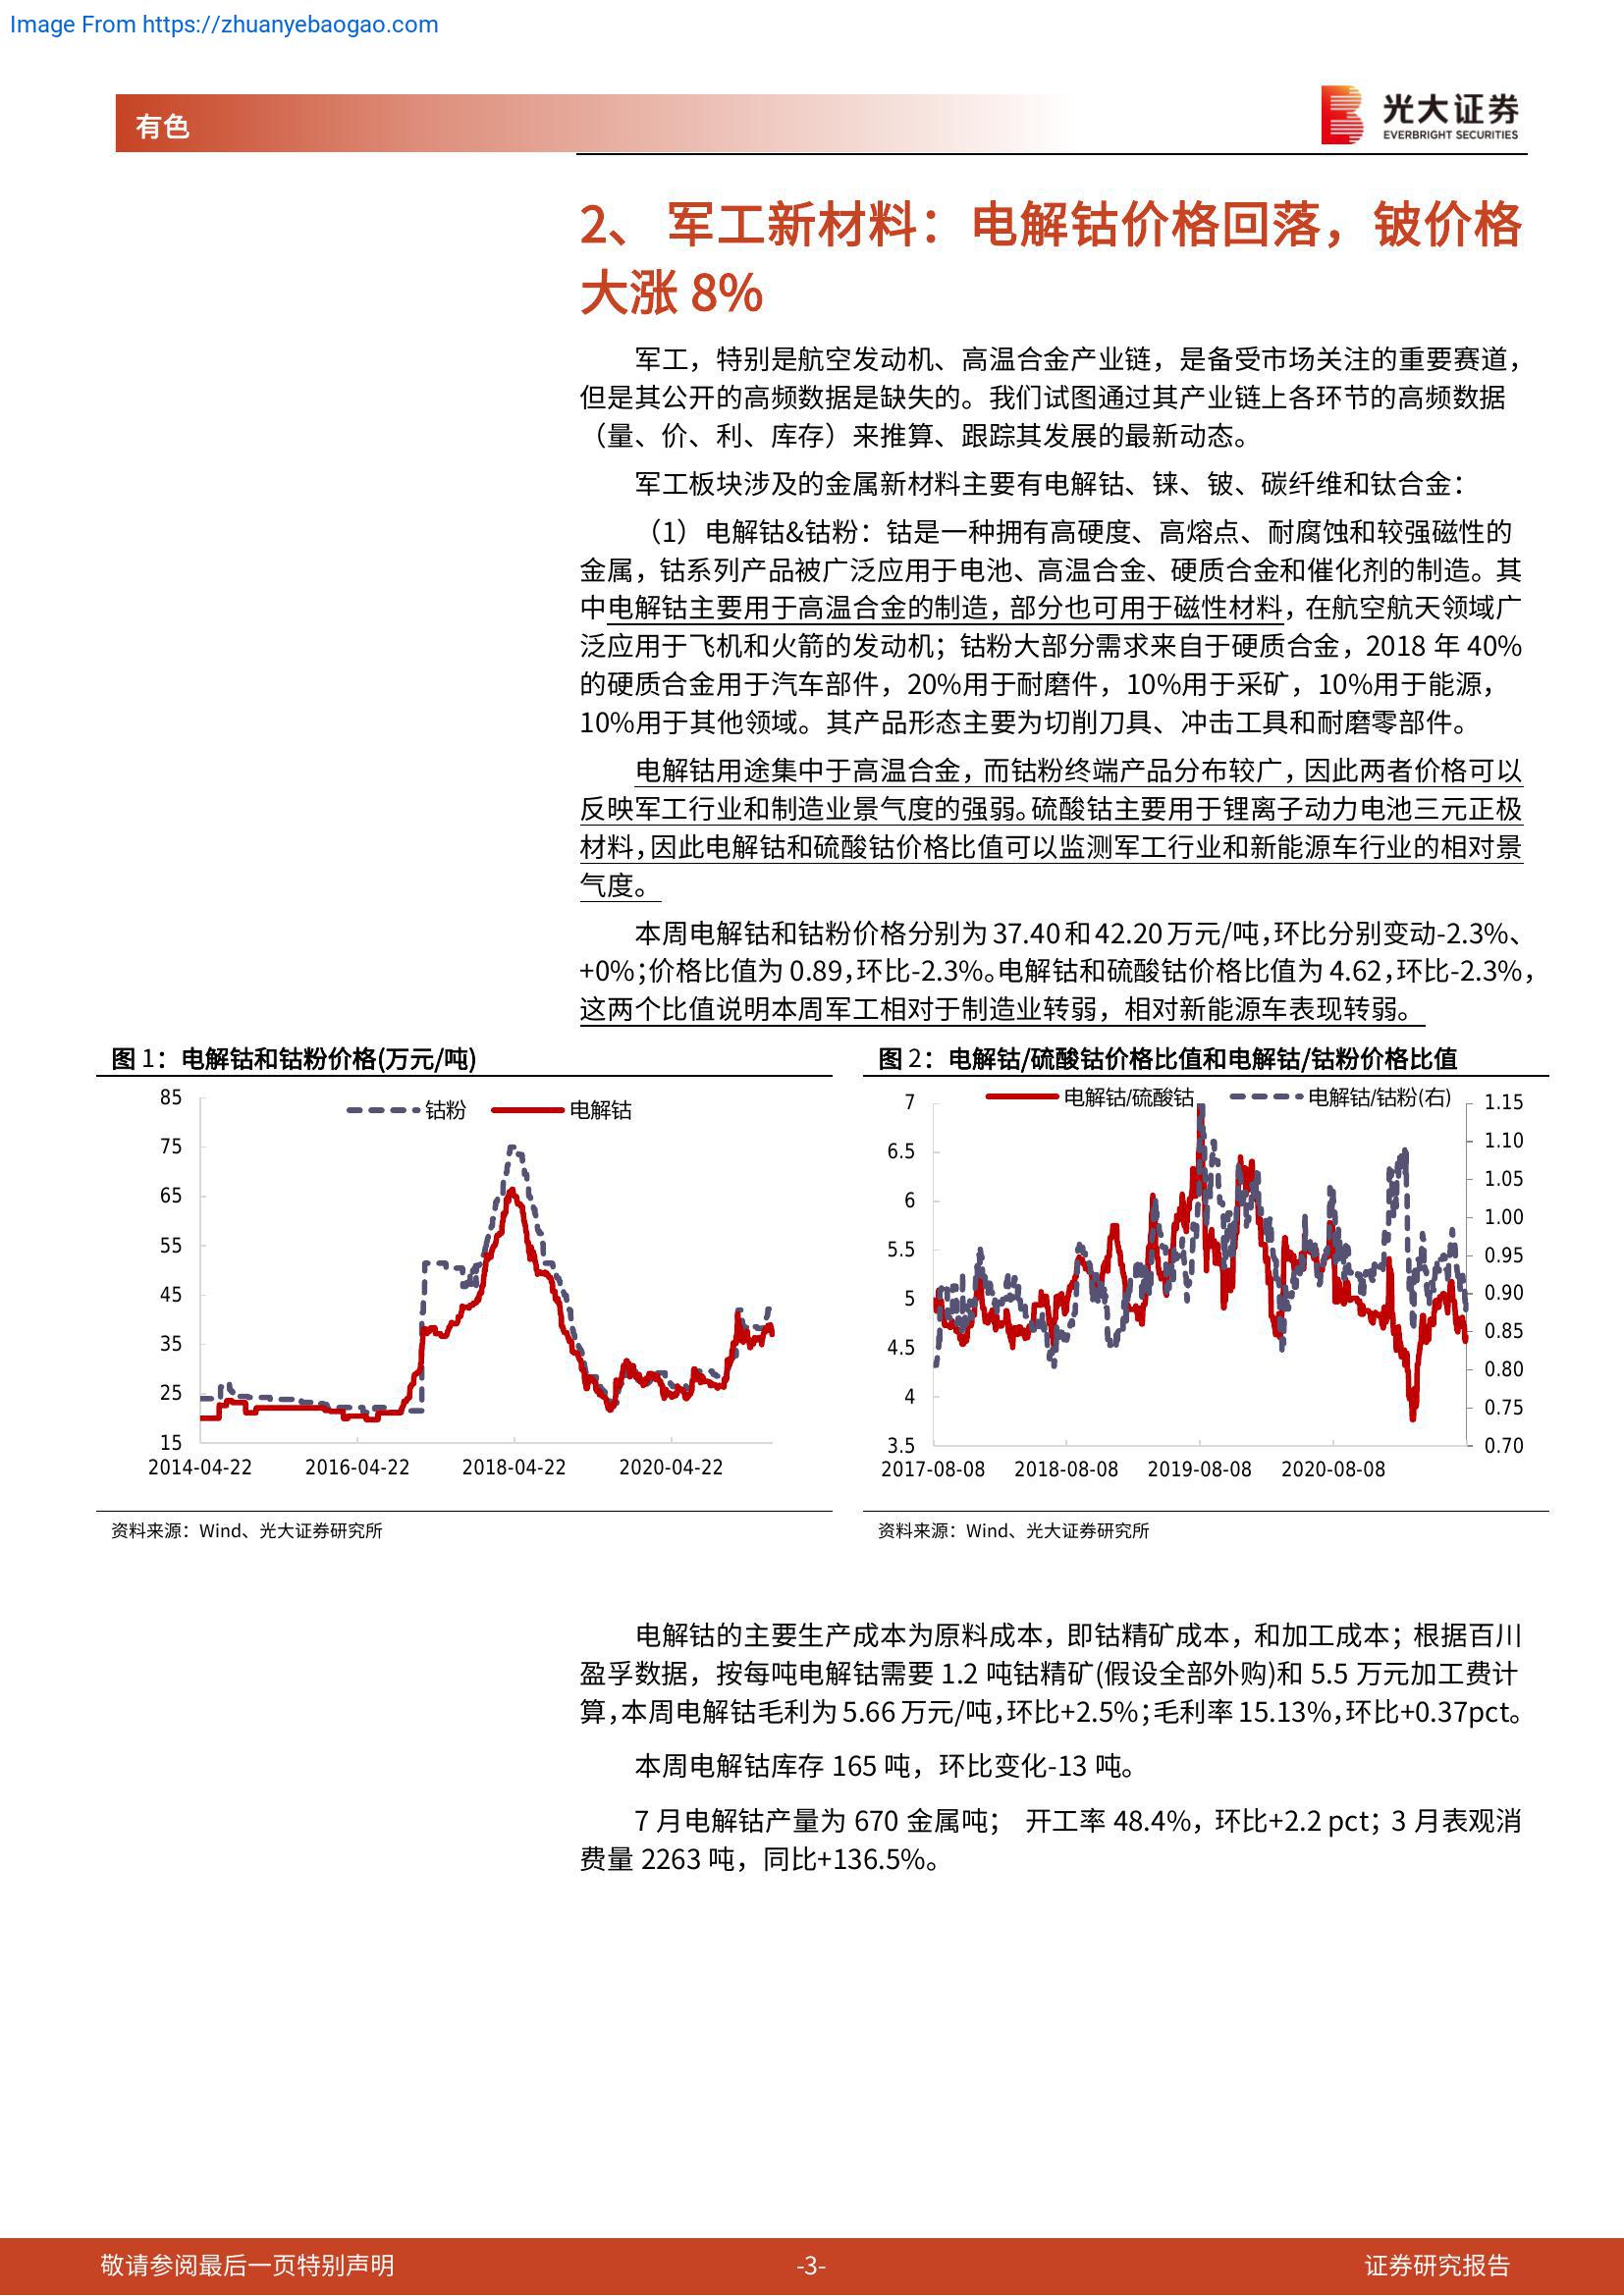 Image From https://zhuanyebaogao.com
有色
光大证券
EVERBRIGHT SECURITIES
2、 军工新材料：电解钴价格回落，铍价格
大涨 8%
军工，特别是航空发动机、高温合金产业链，是备受市场关注的重要赛道，
但是其公开的高频数据是缺失的。我们试图通过其产业链上各环节的高频数据
（量、价、利、库存）来推算、跟踪其发展的最新动态。
军工板块涉及的金属新材料主要有电解钴、铼、铍、碳纤维和钛合金：
（1）电解钴&钴粉：钴是一种拥有高硬度、高熔点、耐腐蚀和较强磁性的
金属，钴系列产品被广泛应用于电池、高温合金、硬质合金和催化剂的制造。其
中电解钴主要用于高温合金的制造，部分也可用于磁性材料，在航空航天领域广
泛应用于飞机和火箭的发动机；钴粉大部分需求来自于硬质合金，2018 年 40%
的硬质合金用于汽车部件，20%用于耐磨件，10%用于采矿，10%用于能源，
10%用于其他领域。其产品形态主要为切削刀具、冲击工具和耐磨零部件。
电解钴用途集中于高温合金，而钴粉终端产品分布较广，因此两者价格可以
反映军工行业和制造业景气度的强弱。硫酸钴主要用于锂离子动力电池三元正极
材料，因此电解钴和硫酸钴价格比值可以监测军工行业和新能源车行业的相对景
气度。
本周电解钴和钴粉价格分别为 37.40 和 42.20 万元/吨，环比分别变动-2.3%、
+0%；价格比值为 0.89，环比-2.3%。电解钴和硫酸钴价格比值为 4.62，环比-2.3%，
这两个比值说明本周军工相对于制造业转弱，相对新能源车表现转弱。
图 1：电解钴和钴粉价格(万元/吨)
85
75
65
55
45
35
25
15
钴粉 电解钴
2014-04-22 2016-04-22 2018-04-22 2020-04-22
资料来源：Wind、光大证券研究所
图 2：电解钴/硫酸钴价格比值和电解钴/钴粉价格比值
电解钴/硫酸钴 电解钴/钴粉(右)
7
6.5
6
5.5
5
4.5
4
3.5
1.15
1.10
1.05
1.00
0.95
0.90
0.85
0.80
0.75
0.70
2017-08-08 2018-08-08 2019-08-08 2020-08-08
资料来源：Wind、光大证券研究所
电解钴的主要生产成本为原料成本，即钴精矿成本，和加工成本；根据百川
盈孚数据，按每吨电解钴需要 1.2 吨钴精矿(假设全部外购)和 5.5 万元加工费计
算，本周电解钴毛利为 5.66 万元/吨，环比+2.5%；毛利率 15.13%，环比+0.37pct。
本周电解钴库存 165 吨，环比变化-13 吨。
7 月电解钴产量为 670 金属吨； 开工率 48.4%，环比+2.2 pct；3 月表观消
费量 2263 吨，同比+136.5%。
敬请参阅最后一页特别声明
-3-
证券研究报告